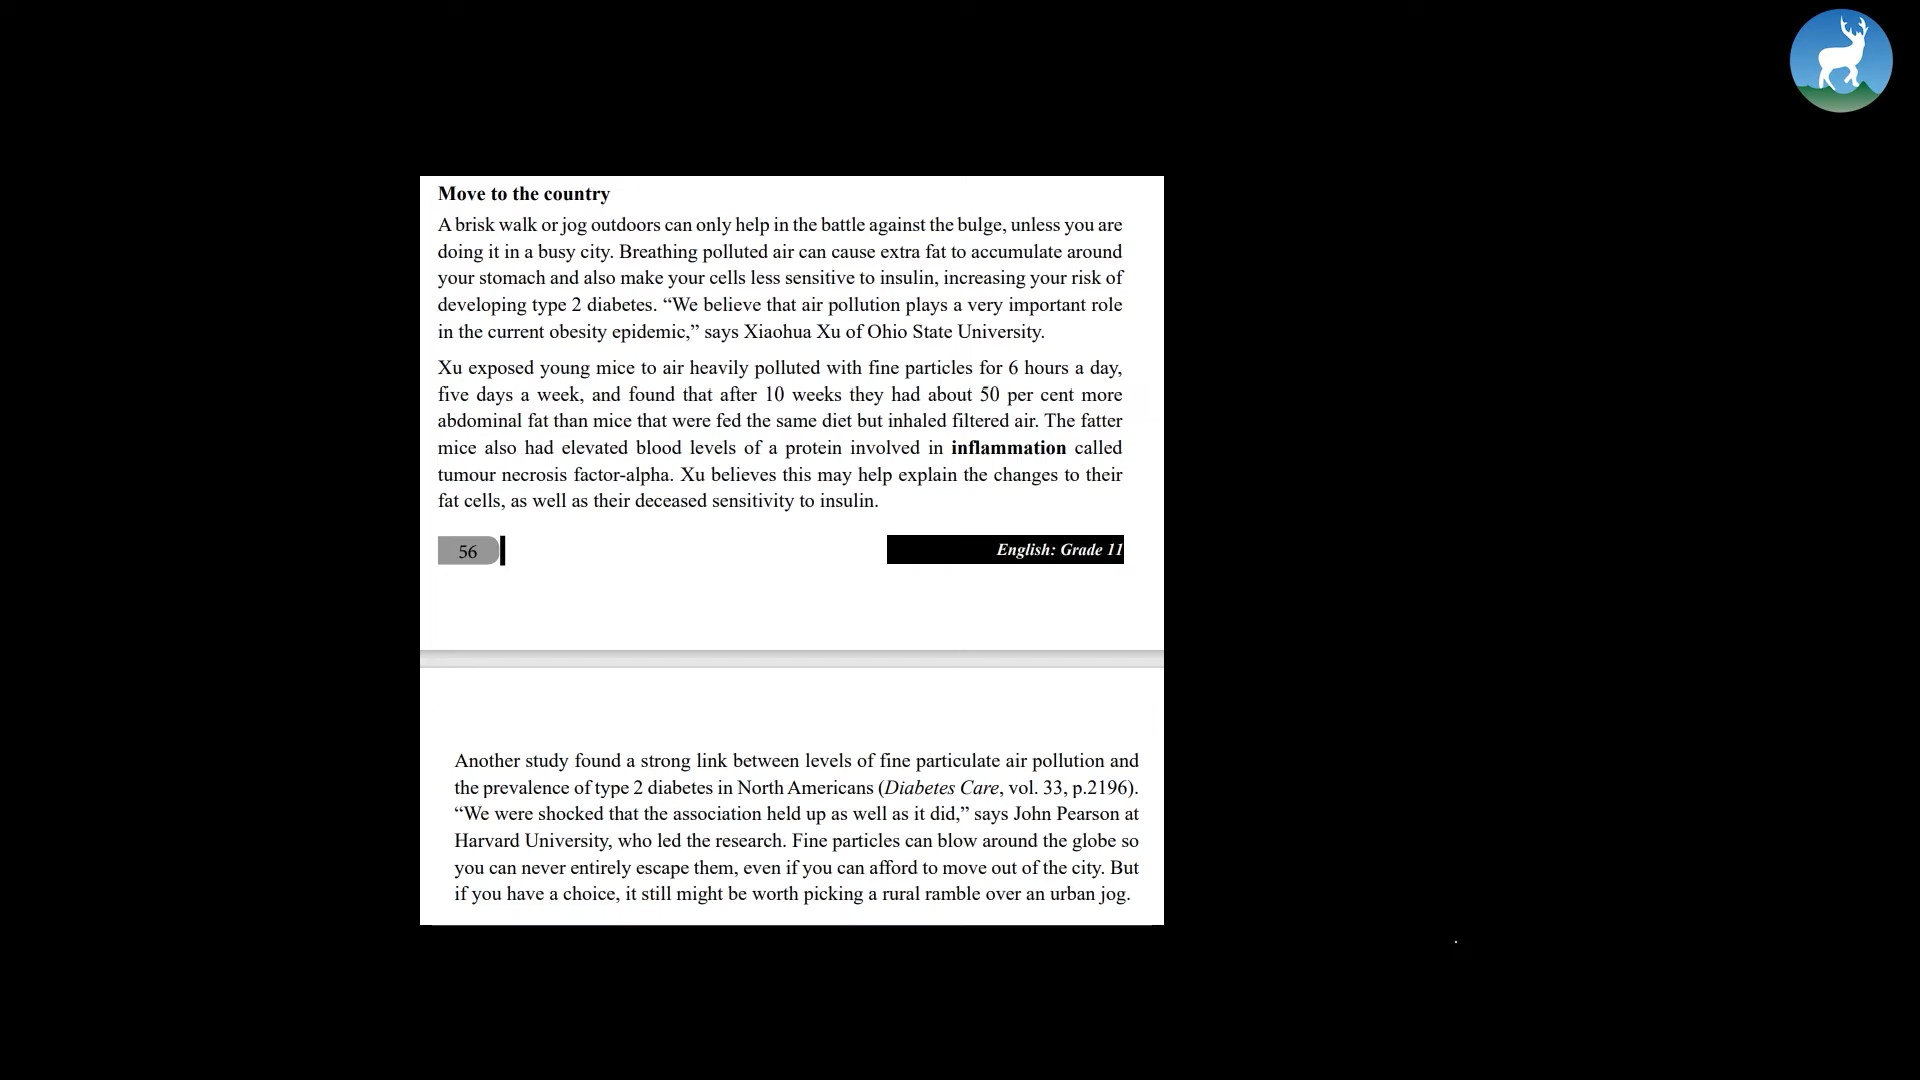 Move to the country
A brisk walk or jog outdoors can only help in the battle against the bulge, unless you are
doing it in a busy city. Breathing polluted air can cause extra fat to accumulate around
your stomach and also make your cells less sensitive to insulin, increasing your risk of
developing type 2 diabetes. “We believe that air pollution plays a very important role
in the current obesity epidemic,” says Xiaohua Xu of Ohio State University.
Xu exposed young mice to air heavily polluted with fine particles for 6 hours a day,
five days a week, and found that after 10 weeks they had about 50 per cent more
abdominal fat than mice that were fed the same diet but inhaled filtered air. The fatter
mice also had elevated blood levels of a protein involved in inflammation called
tumour necrosis factor-alpha. Xu believes this may help explain the changes to their
fat cells, as well as their deceased sensitivity to insulin.
56
English: Grade 11
Another study found a strong link between levels of fine particulate air pollution and
the prevalence of type 2 diabetes in North Americans (Diabetes Care, vol. 33, p.2196).
“We were shocked that the association held up as well as it did,” says John Pearson at
Harvard University, who led the research. Fine particles can blow around the globe so
you can never entirely escape them, even if you can afford to move out of the city. But
if you have a choice, it still might be worth picking a rural ramble over an urban jog.